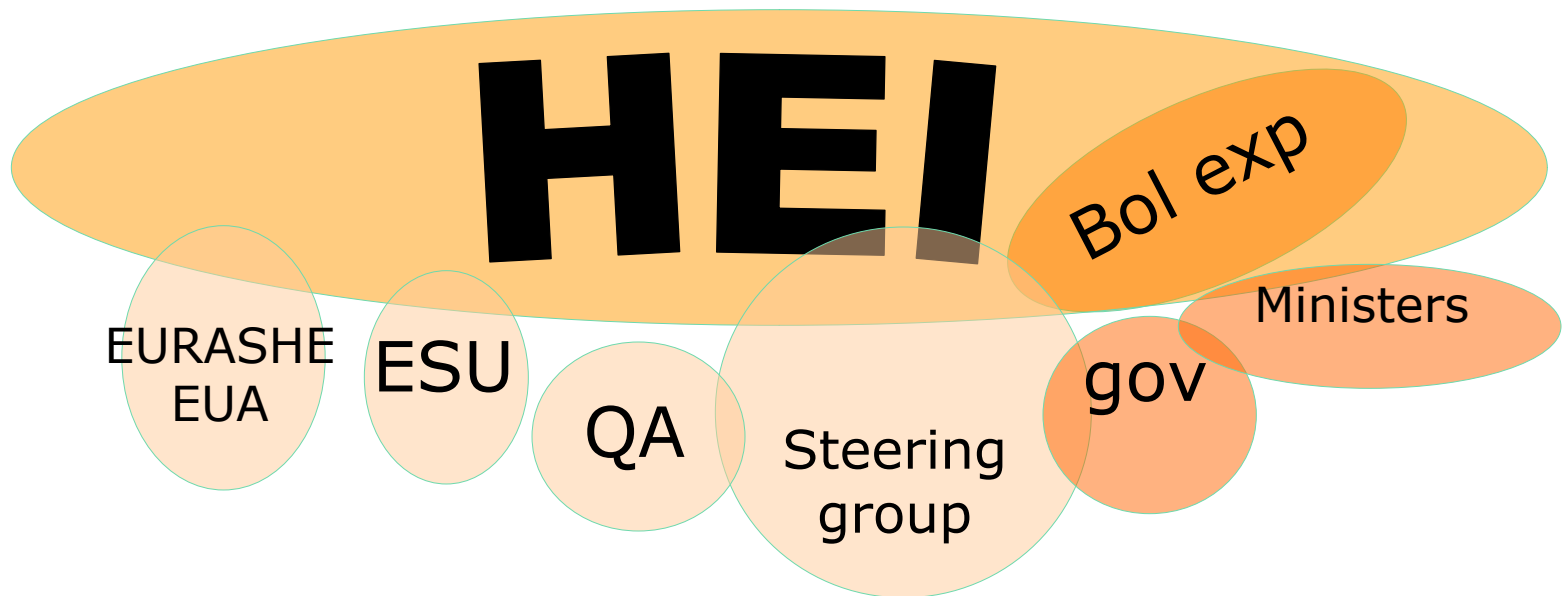 HEI
Bol exp
Ministers
EURASHE
EUA
ESU
QA
Steering
group
gov